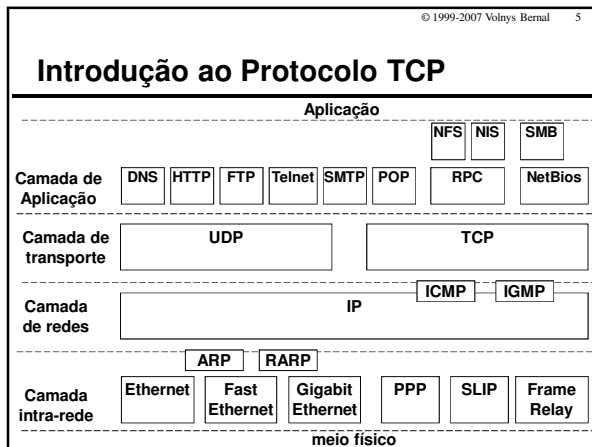 © 1999-2007 Volnys Bernal 5
Introdução ao Protocolo TCP
Aplicação
NFS NIS SMB
Camada de Aplicação
DNS HTTP FTP Telnet SMTP POP RPC NetBios
Camada de transporte
UDP TCP
ICMP IGMP
Camada de redes
IP
ARP RARP
Camada intra-rede
Ethernet
Fast Ethernet
Gigabit Ethernet
PPP SLIP
Frame Relay
meio físico